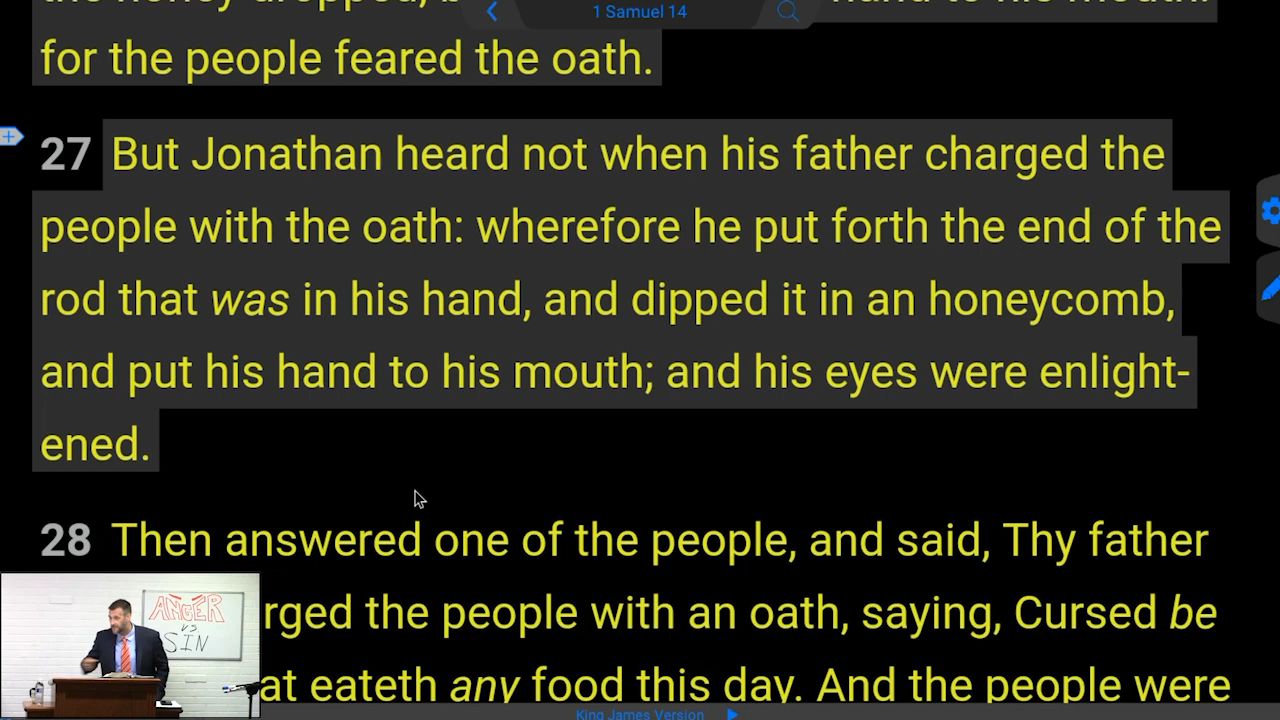 1 Samuel 14
for the people feared the oath.
27 But Jonathan heard not when his father charged the
people with the oath: wherefore he put forth the end of the
rod that was in his hand, and dipped it in an honeycomb,
and put his hand to his mouth; and his eyes were enlight-
ened.
28 Then answered one of the people, and said, Thy father
rged the people with an oath, saying, Cursed be
at eateth any food this day. And the people were
ANGER
VS
SIN
King James Version